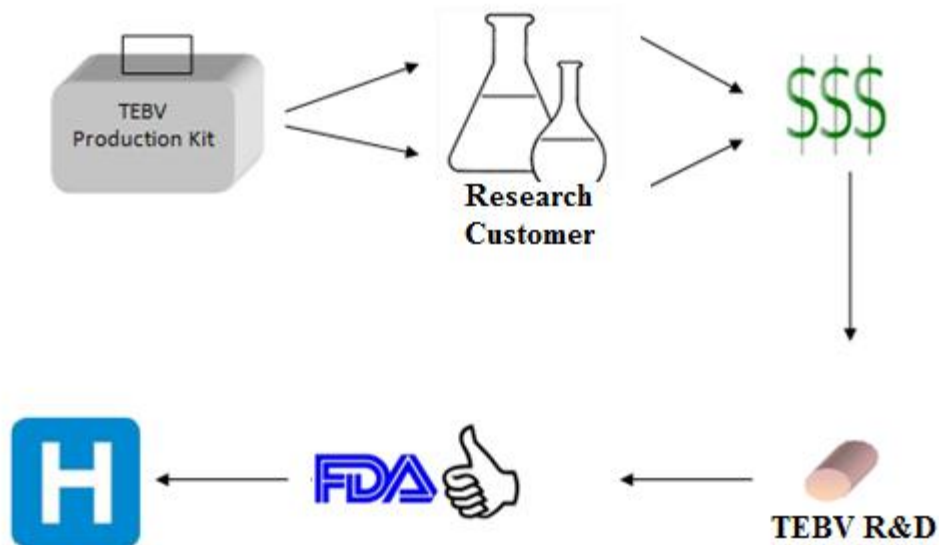 TEBV
Production Kit
Research
Customer
$$$
TEBV R&D
FDA
H